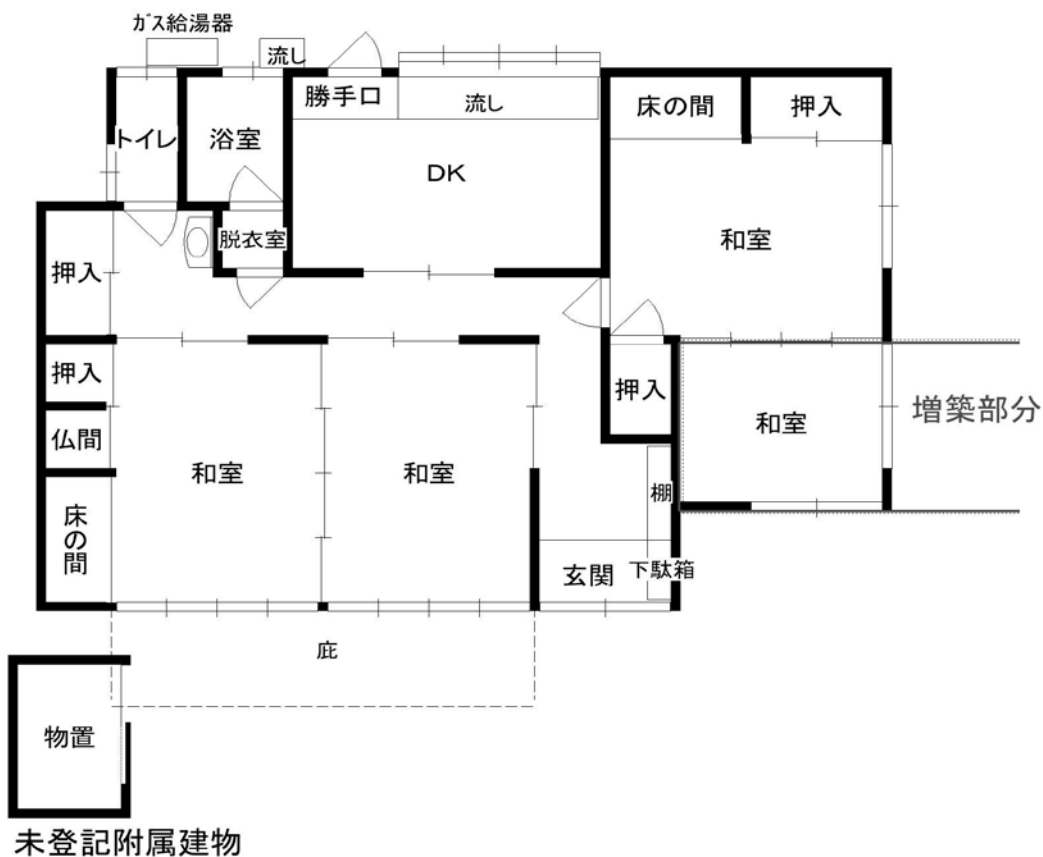 ガス給湯器
流し
勝手口
流し
床の間
押入
トイレ
浴室
DK
脱衣室
和室
押入
押入
押入
仏間
和室
和室
和室
増築部分
棚
床の間
玄関
下駄箱
庇
物置
未登記附属建物